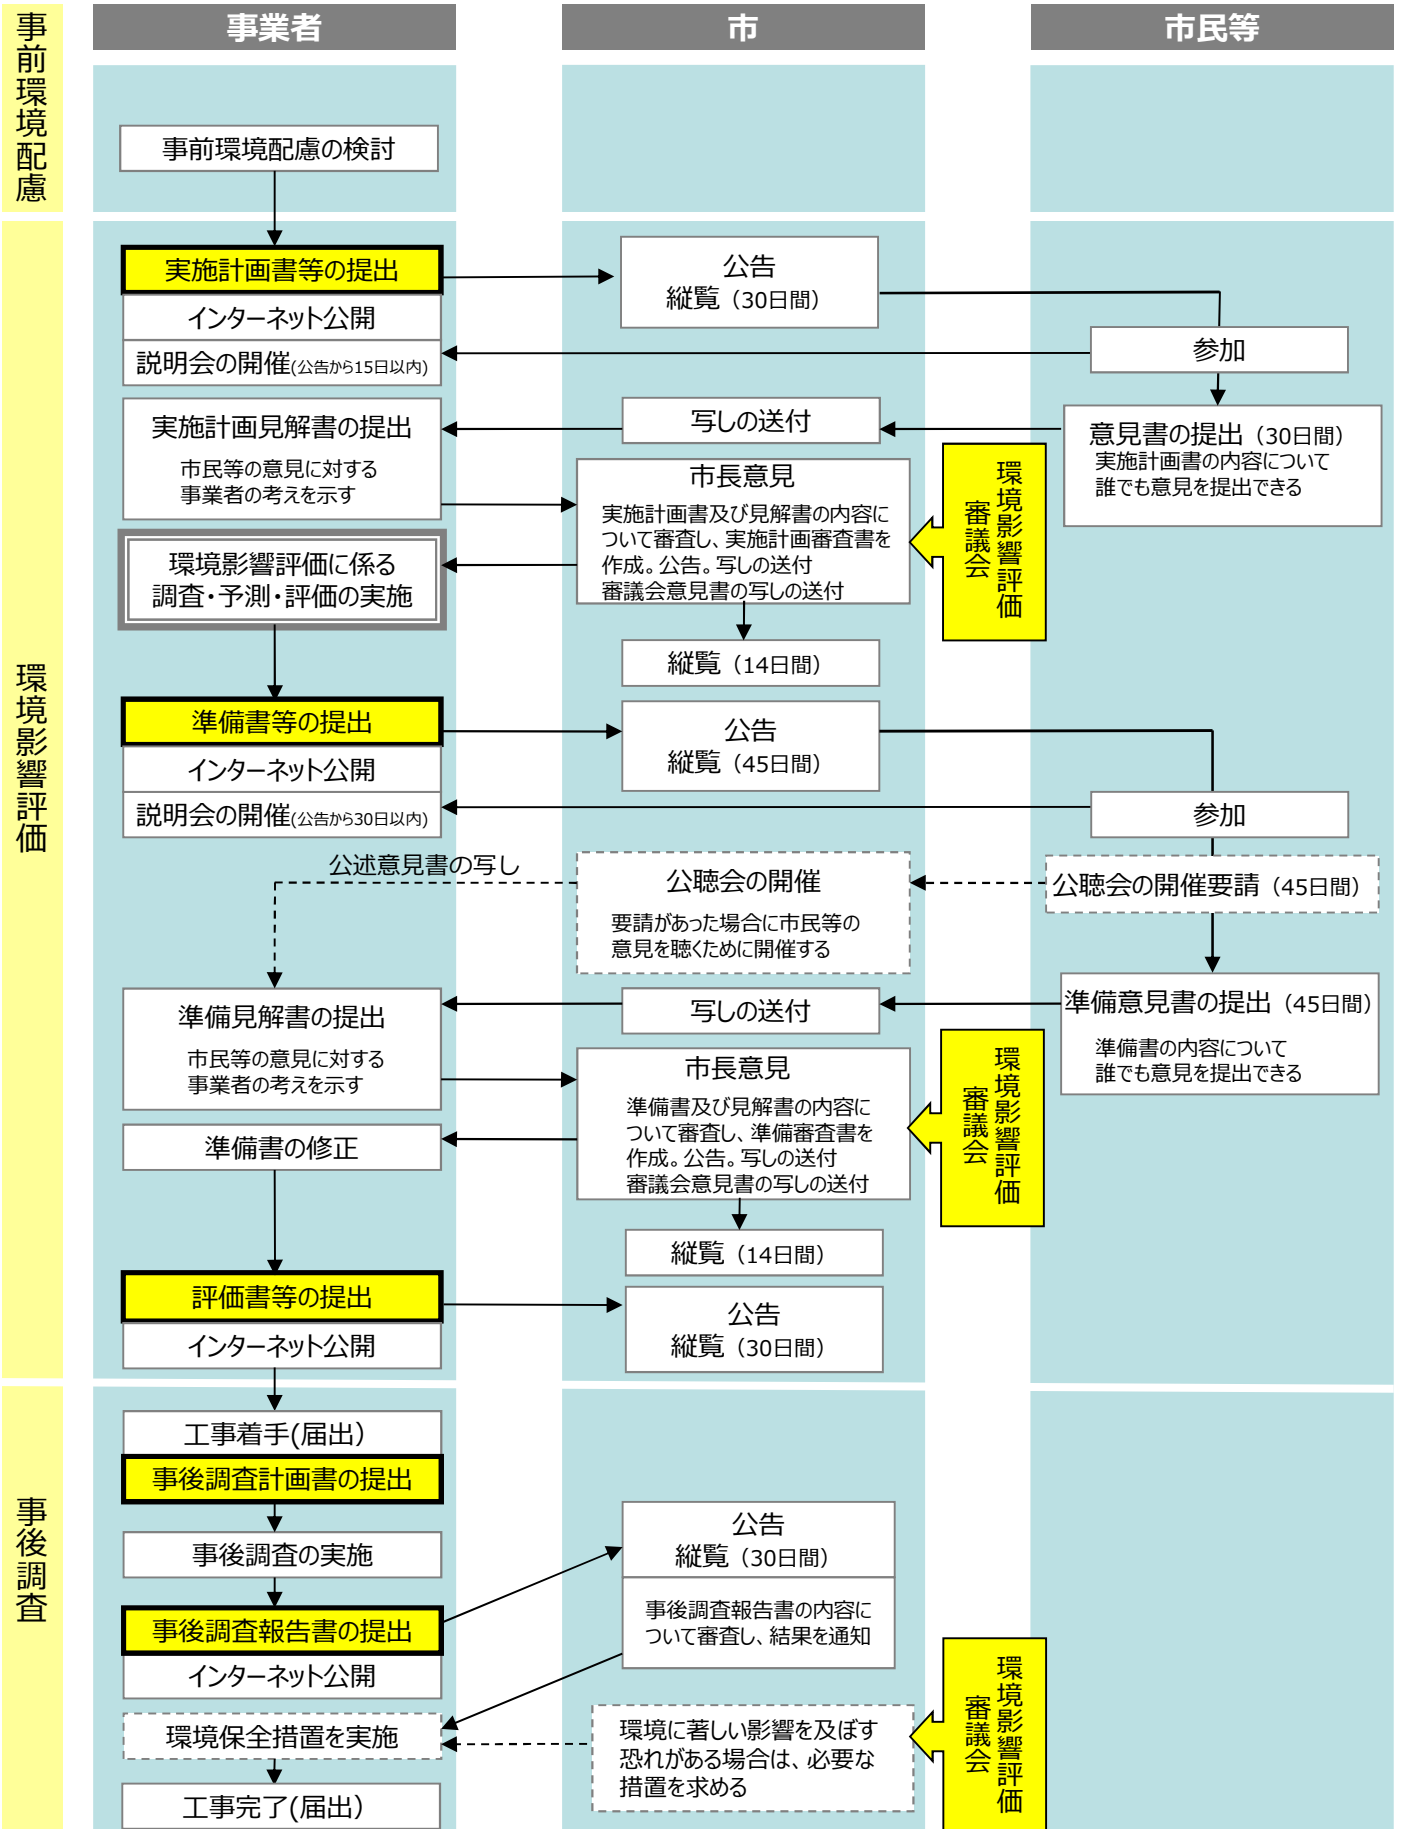 事業者
市
市民等
事前環境配慮
事前環境配慮の検討
環境影響評価
実施計画書等の提出
インターネット公開
説明会の開催(公告から15日以内)
公告
縦覧（30日間）
参加
意見書の提出（30日間）
実施計画書の内容について
誰でも意見を提出できる
写しの送付
実施計画見解書の提出
市民等の意見に対する
事業者の考えを示す
市長意見
実施計画書及び見解書の内容に
ついて審査し、実施計画審査書を
作成。公告。写しの送付
審議会意見書の写しの送付
環境影響評価
審議会
環境影響評価に係る
調査・予測・評価の実施
縦覧（14日間）
準備書等の提出
インターネット公開
説明会の開催(公告から30日以内)
公告
縦覧（45日間）
参加
公聴会の開催要請（45日間）
公聴会の開催
要請があった場合に市民等の
意見を聴くために開催する
公述意見書の写し
準備意見書の提出（45日間）
準備書の内容について
誰でも意見を提出できる
写しの送付
準備見解書の提出
市民等の意見に対する
事業者の考えを示す
市長意見
準備書及び見解書の内容に
ついて審査し、準備審査書を
作成。公告。写しの送付
審議会意見書の写しの送付
環境影響評価
審議会
準備書の修正
縦覧（14日間）
評価書等の提出
インターネット公開
公告
縦覧（30日間）
事後調査
工事着手(届出）
事後調査計画書の提出
事後調査の実施
事後調査報告書の提出
インターネット公開
公告
縦覧（30日間）
事後調査報告書の内容に
ついて審査し、結果を通知
環境保全措置を実施
環境に著しい影響を及ぼす
恐れがある場合は、必要な
措置を求める
環境影響評価
審議会
工事完了(届出）